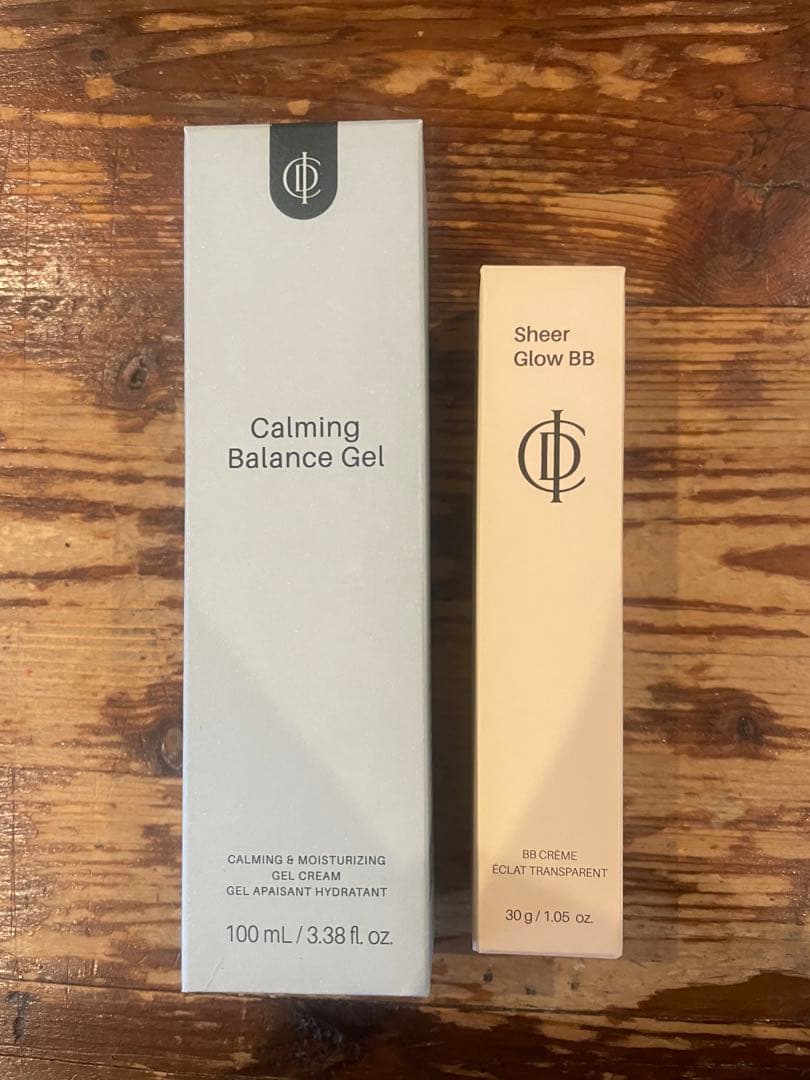 Calming
Balance Gel
CALMING & MOISTURIZING
GEL CREAM
GEL APAISANT HYDRATANT
100 mL / 3.38 fl. oz.
Sheer
Glow BB
BB CRÈME
ÉCLAT TRANSPARENT
30 g / 1.05 oz.